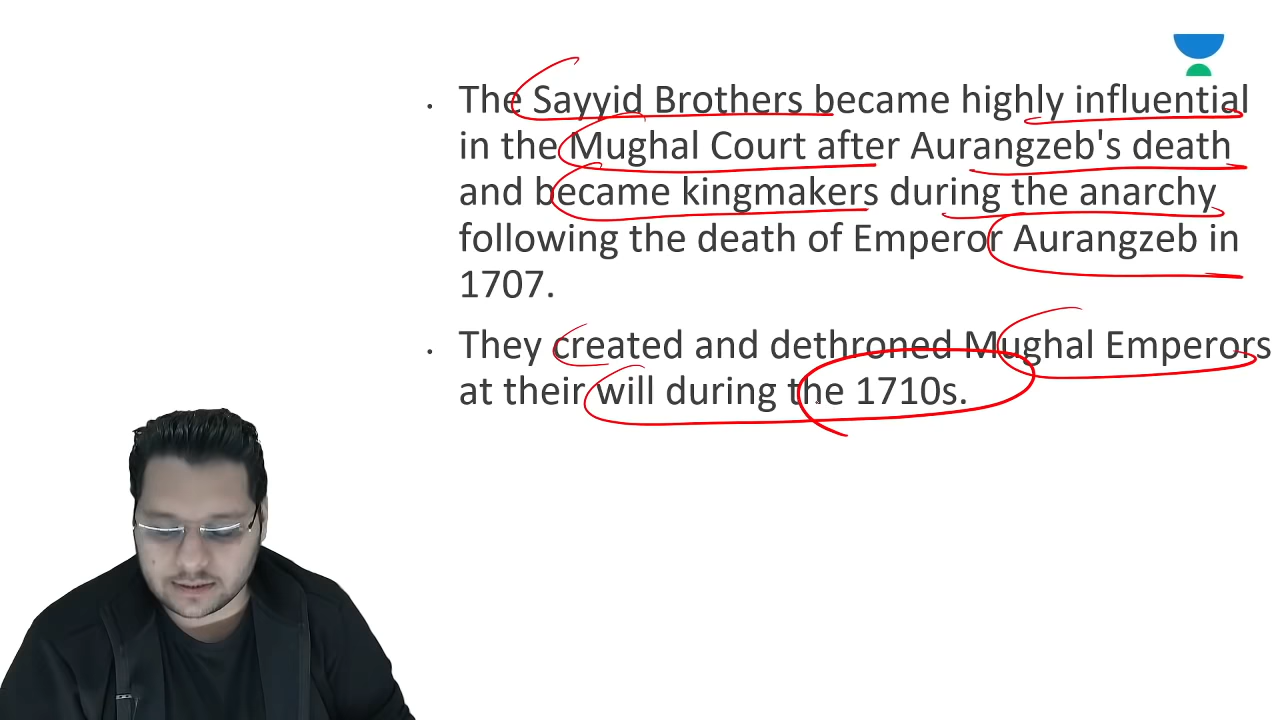 • The Sayyid Brothers became highly influential
in the Mughal Court after Aurangzeb's death
and became kingmakers during the anarchy
following the death of Emperor Aurangzeb in
1707.
• They created and dethroned Mughal Emperors
at their will during the 1710s.